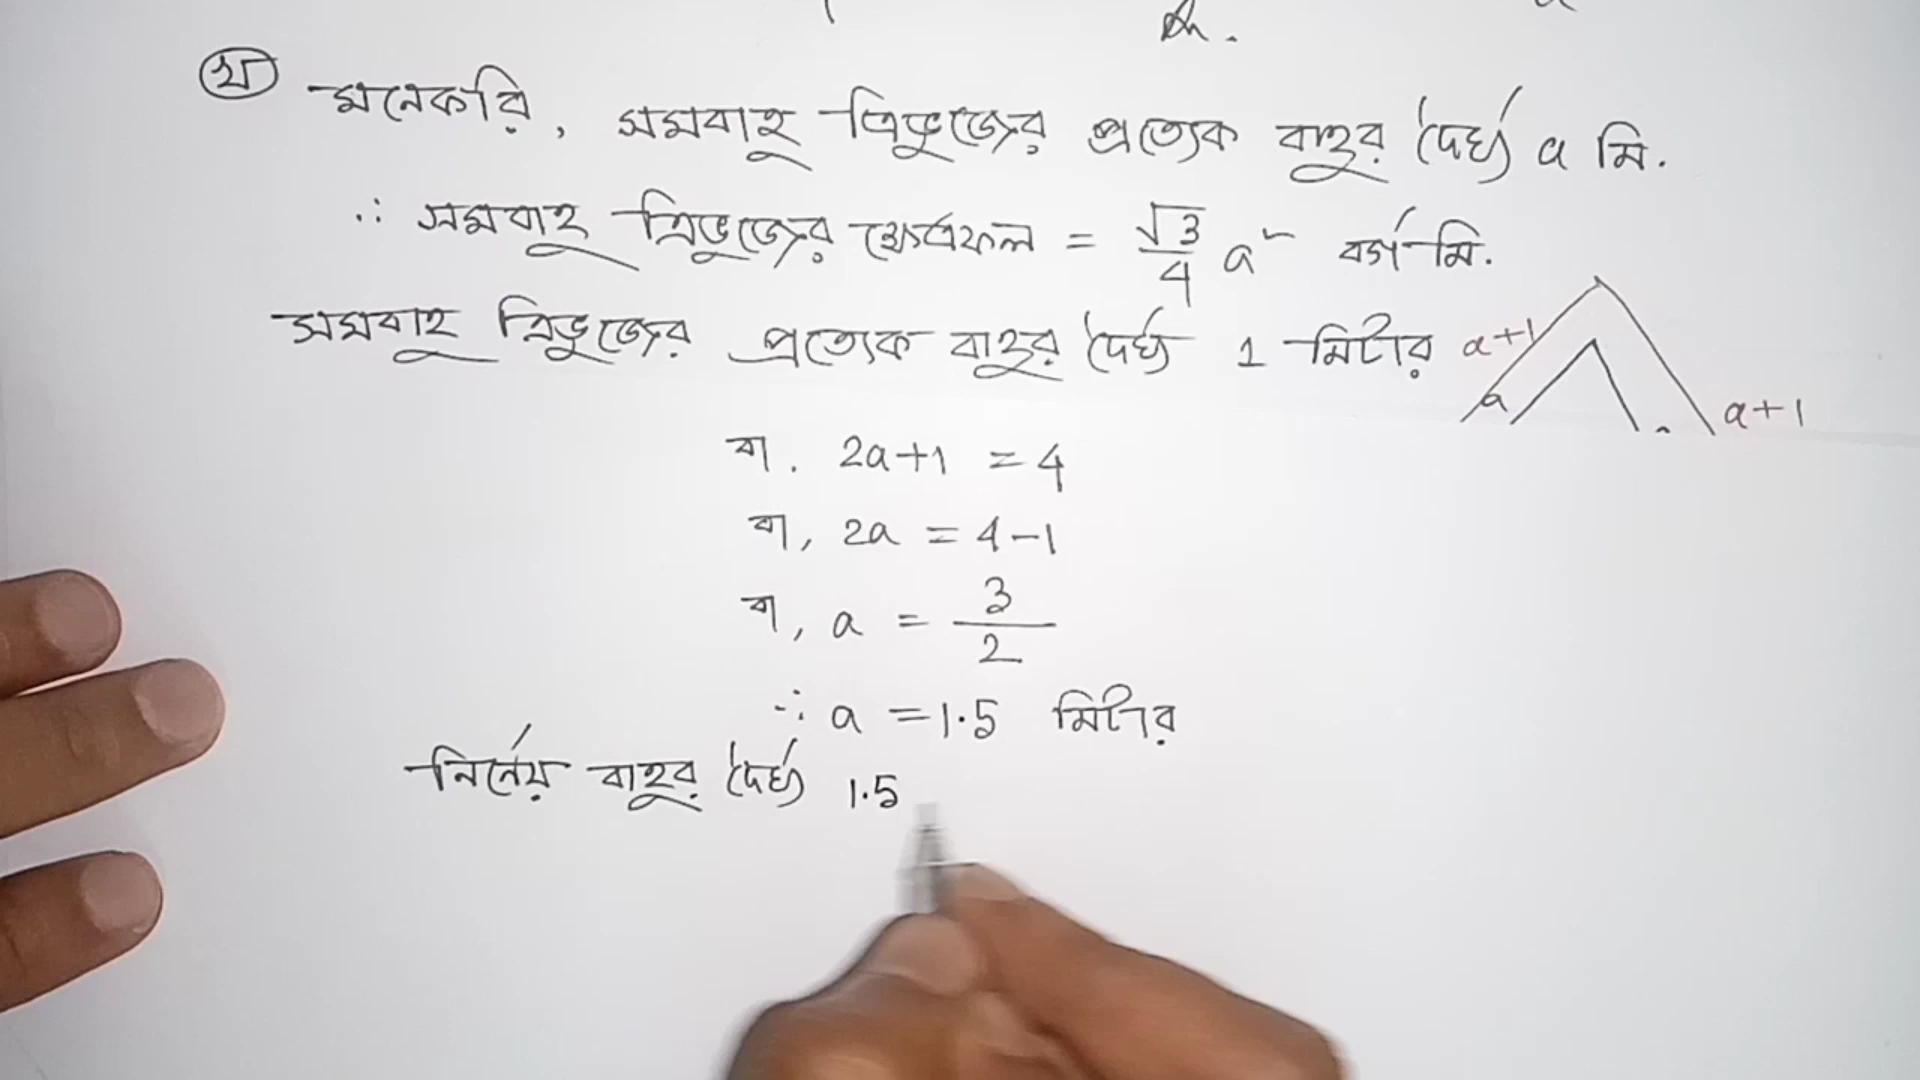 খ মনেকরি, সমবাহু ত্রিভুজের প্রত্যেক বাহুর দৈর্ঘ্য a মি.
∴ সমবাহু ত্রিভুজের ক্ষেত্রফল = √3/4 a² বর্গমি.
সমবাহু ত্রিভুজের প্রত্যেক বাহুর দৈর্ঘ্য 1 মিটার
a+1
a
a+1
বা. 2a+1 = 4
বা, 2a = 4-1
বা, a = 3/2
∴ a = 1.5 মিটার
নির্নেয় বাহুর দৈর্ঘ্য 1.5